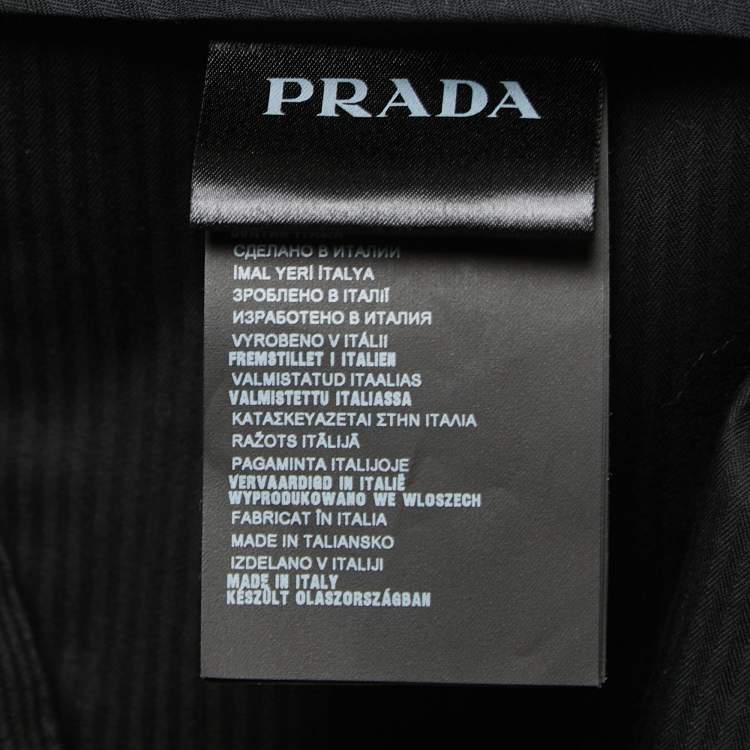 PRADA
СДЕЛАНО В ИТАЛИИ
İMAL YERİ İTALYA
ЗРОБЛЕНО В ІТАЛІЇ
ИЗРАБОТЕНО В ИТАЛИЯ
VYROBENO V ITÁLII
FREMSTILLET I ITALIEN
VALMISTATUD ITAALIAS
VALMISTETTU ITALIASSA
ΚΑΤΑΣΚΕΥΑΖΕΤΑΙ ΣΤΗΝ ΙΤΑΛΙΑ
RAŽOTS ITĀLIJĀ
PAGAMINTA ITALIJOJE
VERVAARDIGD IN ITALIË
WYPRODUKOWANO WE WLOSZECH
FABRICAT ÎN ITALIA
MADE IN TALIANSKO
IZDELANO V ITALIJI
MADE IN ITALY
KÉSZÜLT OLASZORSZÁGBAN